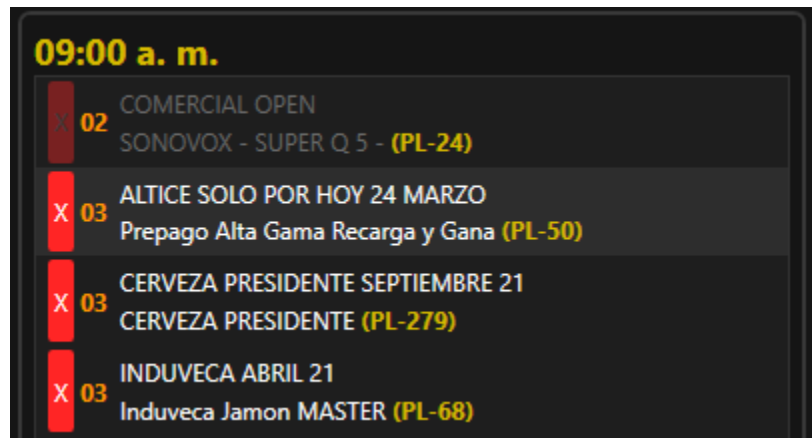 09:00 a. m.
X 02 COMERCIAL OPEN
SONOVOX - SUPER Q 5 - (PL-24)
X 03 ALTICE SOLO POR HOY 24 MARZO
Prepago Alta Gama Recarga y Gana (PL-50)
X 03 CERVEZA PRESIDENTE SEPTIEMBRE 21
CERVEZA PRESIDENTE (PL-279)
X 03 INDUVECA ABRIL 21
Induveca Jamon MASTER (PL-68)